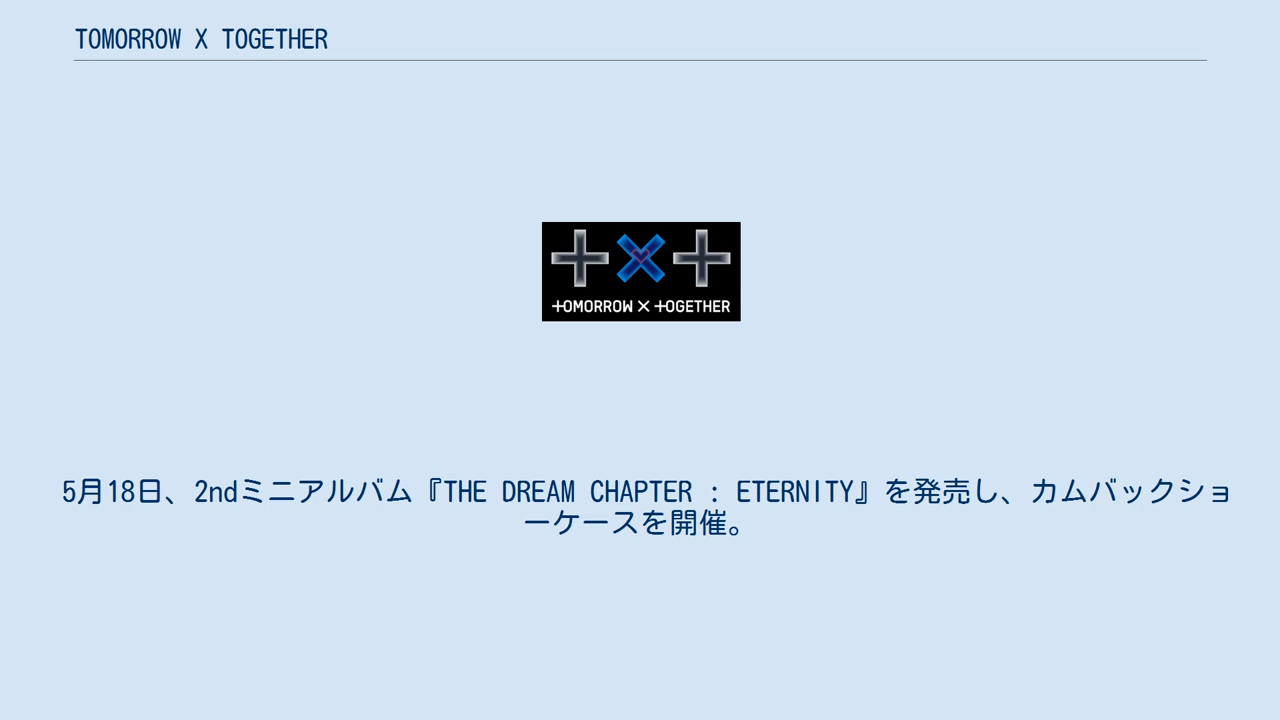 TOMORROW X TOGETHER
TOMORROW X TOGETHER
5月18日、2ndミニアルバム『THE DREAM CHAPTER : ETERNITY』を発売し、カムバックショ
ーケースを開催。